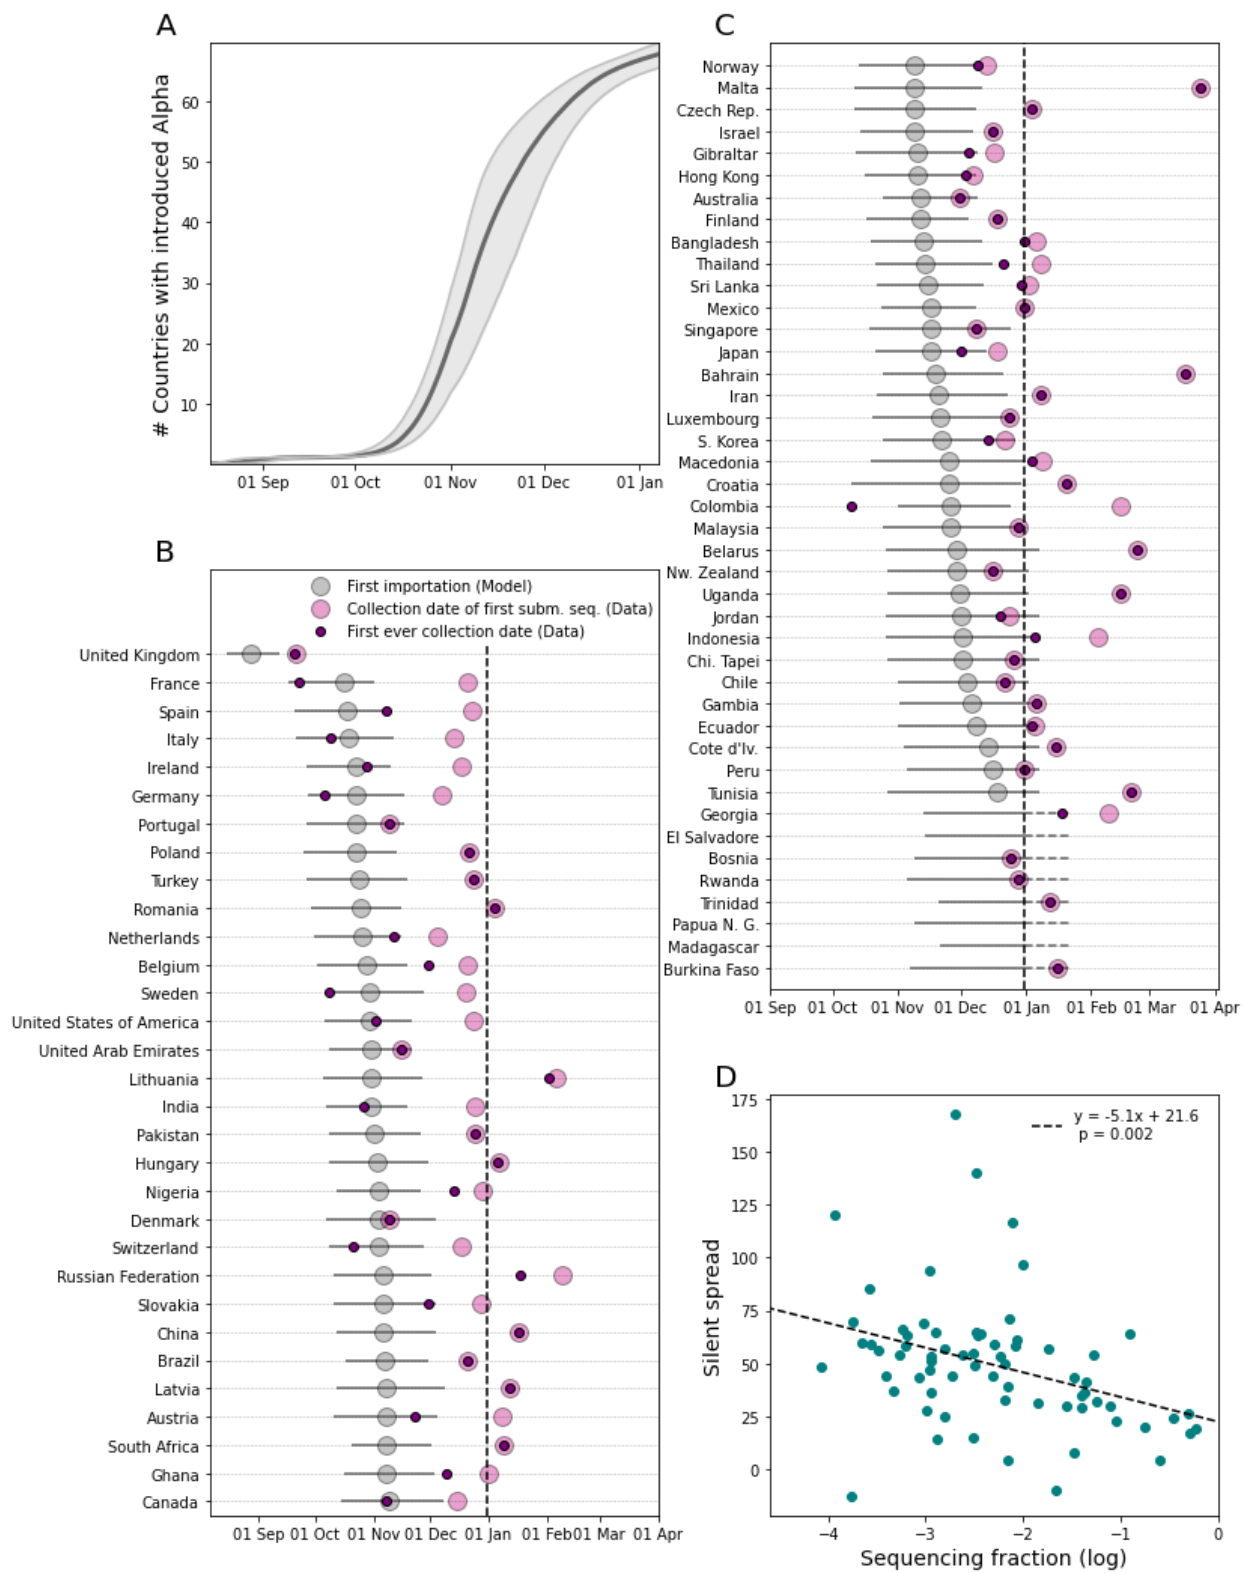 A
# Countries with introduced Alpha
60
50
40
30
20
10
01 Sep 01 Oct 01 Nov 01 Dec 01 Jan
B
First importation (Model)
Collection date of first subm. seq. (Data)
First ever collection date (Data)
United Kingdom
France
Spain
Italy
Ireland
Germany
Portugal
Poland
Turkey
Romania
Netherlands
Belgium
Sweden
United States of America
United Arab Emirates
Lithuania
India
Pakistan
Hungary
Nigeria
Denmark
Switzerland
Russian Federation
Slovakia
China
Brazil
Latvia
Austria
South Africa
Ghana
Canada
01 Sep 01 Oct 01 Nov 01 Dec 01 Jan 01 Feb 01 Mar 01 Apr
C
Norway
Malta
Czech Rep.
Israel
Gibraltar
Hong Kong
Australia
Finland
Bangladesh
Thailand
Sri Lanka
Mexico
Singapore
Japan
Bahrain
Iran
Luxembourg
S. Korea
Macedonia
Croatia
Colombia
Malaysia
Belarus
Nw. Zealand
Uganda
Jordan
Indonesia
Chi. Tapei
Chile
Gambia
Ecuador
Cote d'Iv.
Peru
Tunisia
Georgia
El Salvadore
Bosnia
Rwanda
Trinidad
Papua N. G.
Madagascar
Burkina Faso
01 Sep 01 Oct 01 Nov 01 Dec 01 Jan 01 Feb 01 Mar 01 Apr
D
Silent spread
175
150
125
100
75
50
25
0
y = -5.1x + 21.6
p = 0.002
−4 −3 −2 −1 0
Sequencing fraction (log)